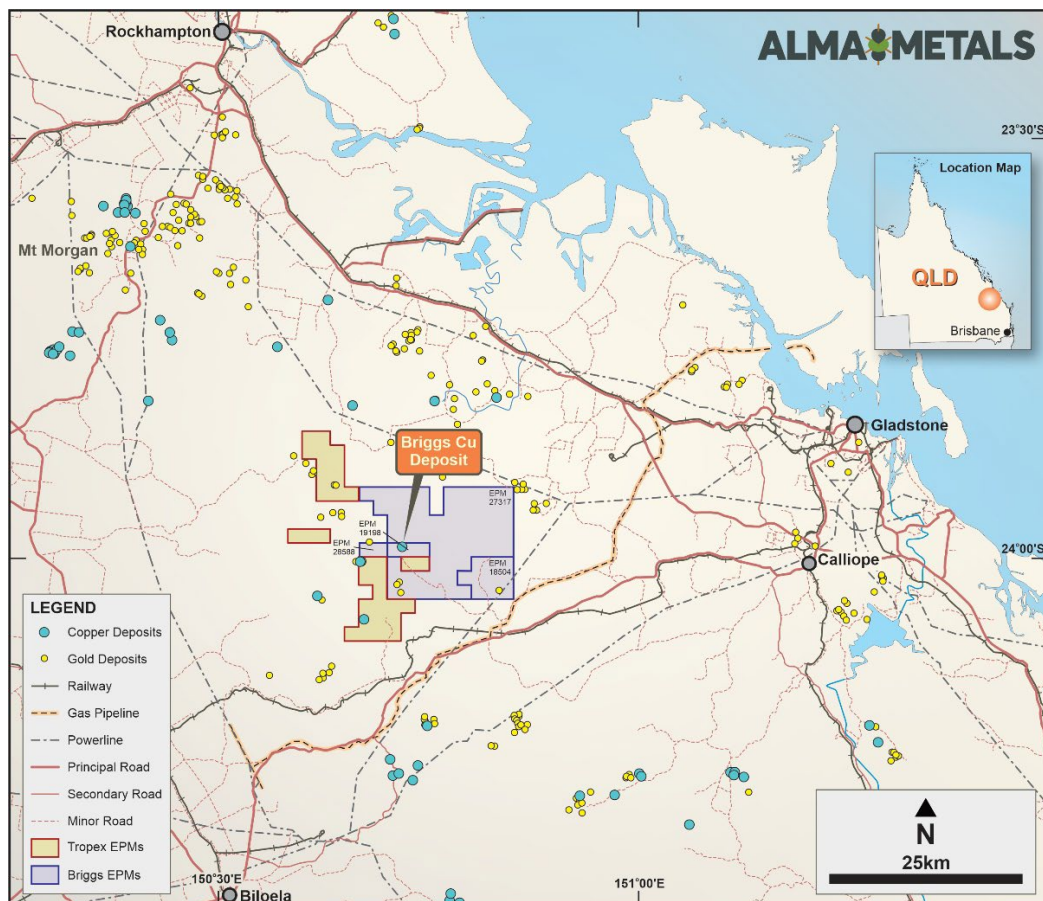 Rockhampton
ALMA METALS
23°30'S
Location Map
QLD
Brisbane
Mt Morgan
Gladstone
Briggs Cu
Deposit
EPM
27317
EPM
19198
EPM
28588
EPM
18504
24°00'S
Calliope
LEGEND
Copper Deposits
Gold Deposits
Railway
Gas Pipeline
Powerline
Principal Road
Secondary Road
Minor Road
Tropex EPMs
Briggs EPMs
N
25km
150°30'E
151°00'E
Biloela